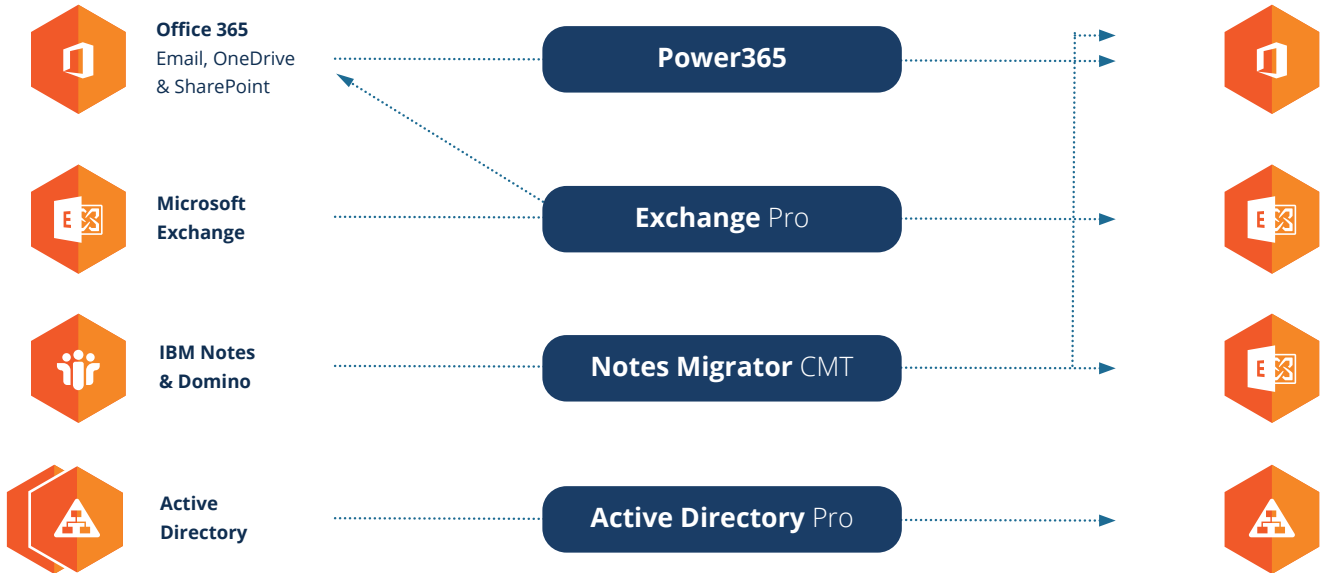 Office 365
Email, OneDrive
& SharePoint
Power365
Microsoft
Exchange
E
Exchange Pro
E
IBM Notes
& Domino
Notes Migrator CMT
E
Active
Directory
Active Directory Pro